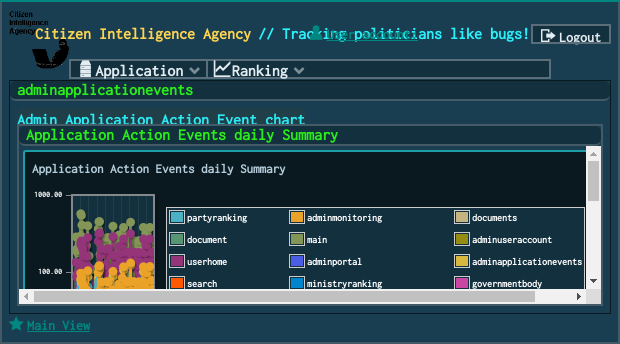 Citizen
Intelligence
Agency
Citizen Intelligence Agency // Tracking politicians like bugs!
Logout
Application
Ranking
adminapplicationevents
Admin Application Action Event chart
Application Action Events daily Summary
Application Action Events daily Summary
1000.00
100.00
partyranking
adminmonitoring
documents
document
main
adminuseraccount
userhome
adminportal
adminapplicationevents
search
ministryranking
governmentbody
Main View